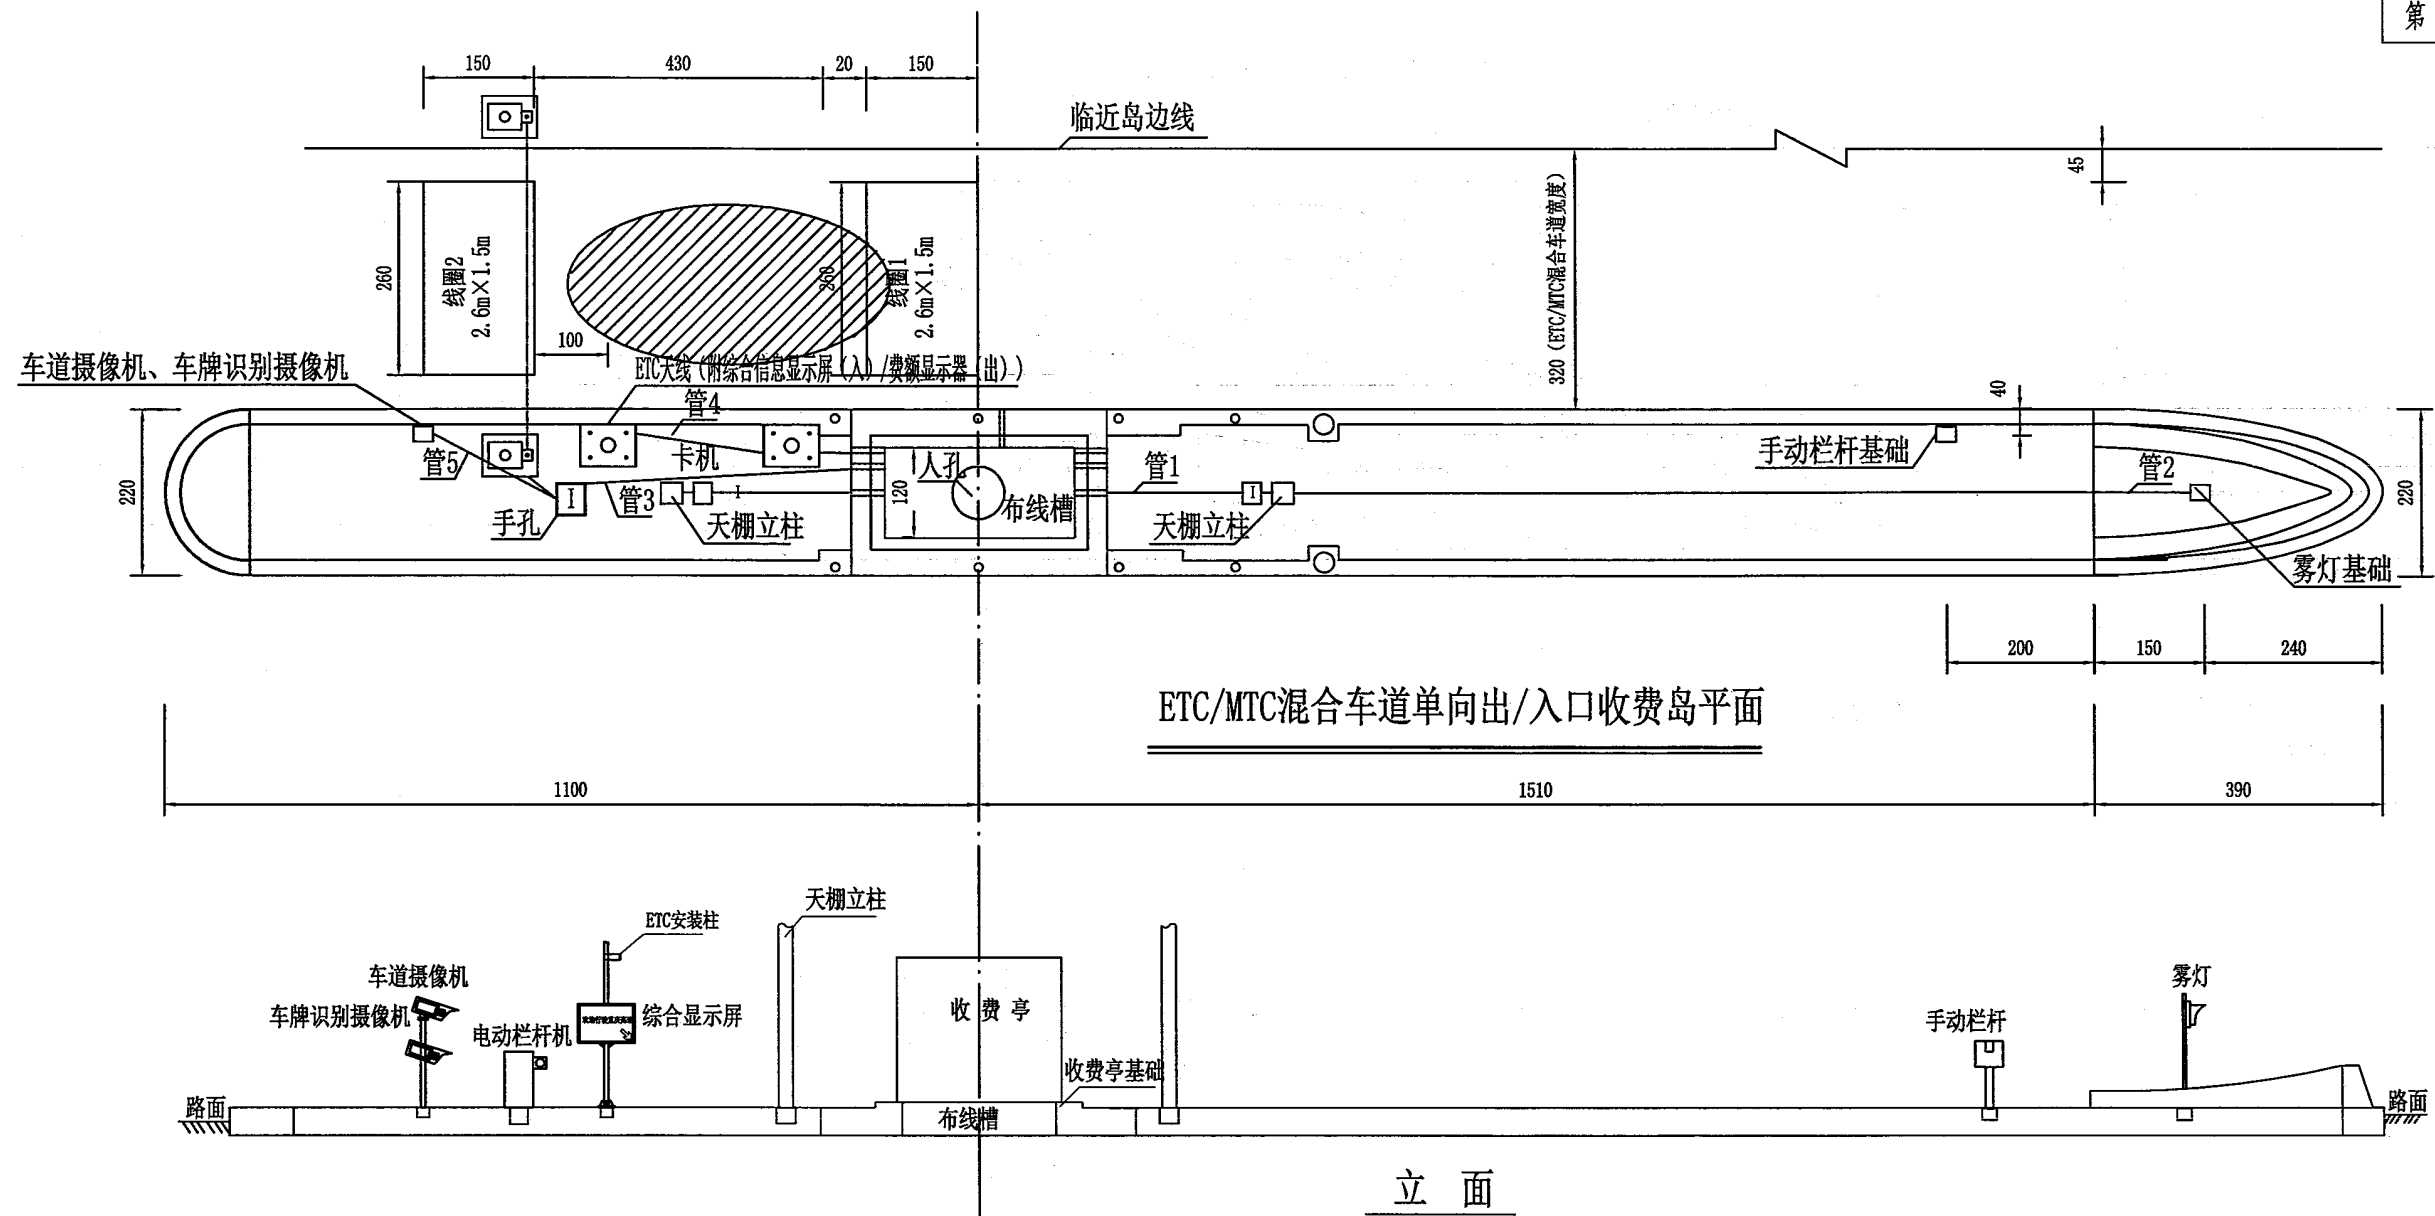 第
150
430
20
150
临近岛边线
45
260
线圈2
2.6m×1.5m
260
线圈1
2.6m×1.5m
320（ETC/MTC混合车道宽度）
100
车道摄像机、车牌识别摄像机
ETC天线（附综合信息显示屏（入）/费额显示器（出））
40
管4
卡机
管5
手孔
I
管3
I
天棚立柱
120
人孔
布线槽
管1
I
天棚立柱
手动栏杆基础
管2
雾灯基础
220
220
200
150
240
ETC/MTC混合车道单向出/入口收费岛平面
1100
1510
390
天棚立柱
ETC安装柱
车道摄像机
车牌识别摄像机
电动栏杆机
综合显示屏
收费亭
收费亭基础
布线槽
手动栏杆
雾灯
路面
路面
立面